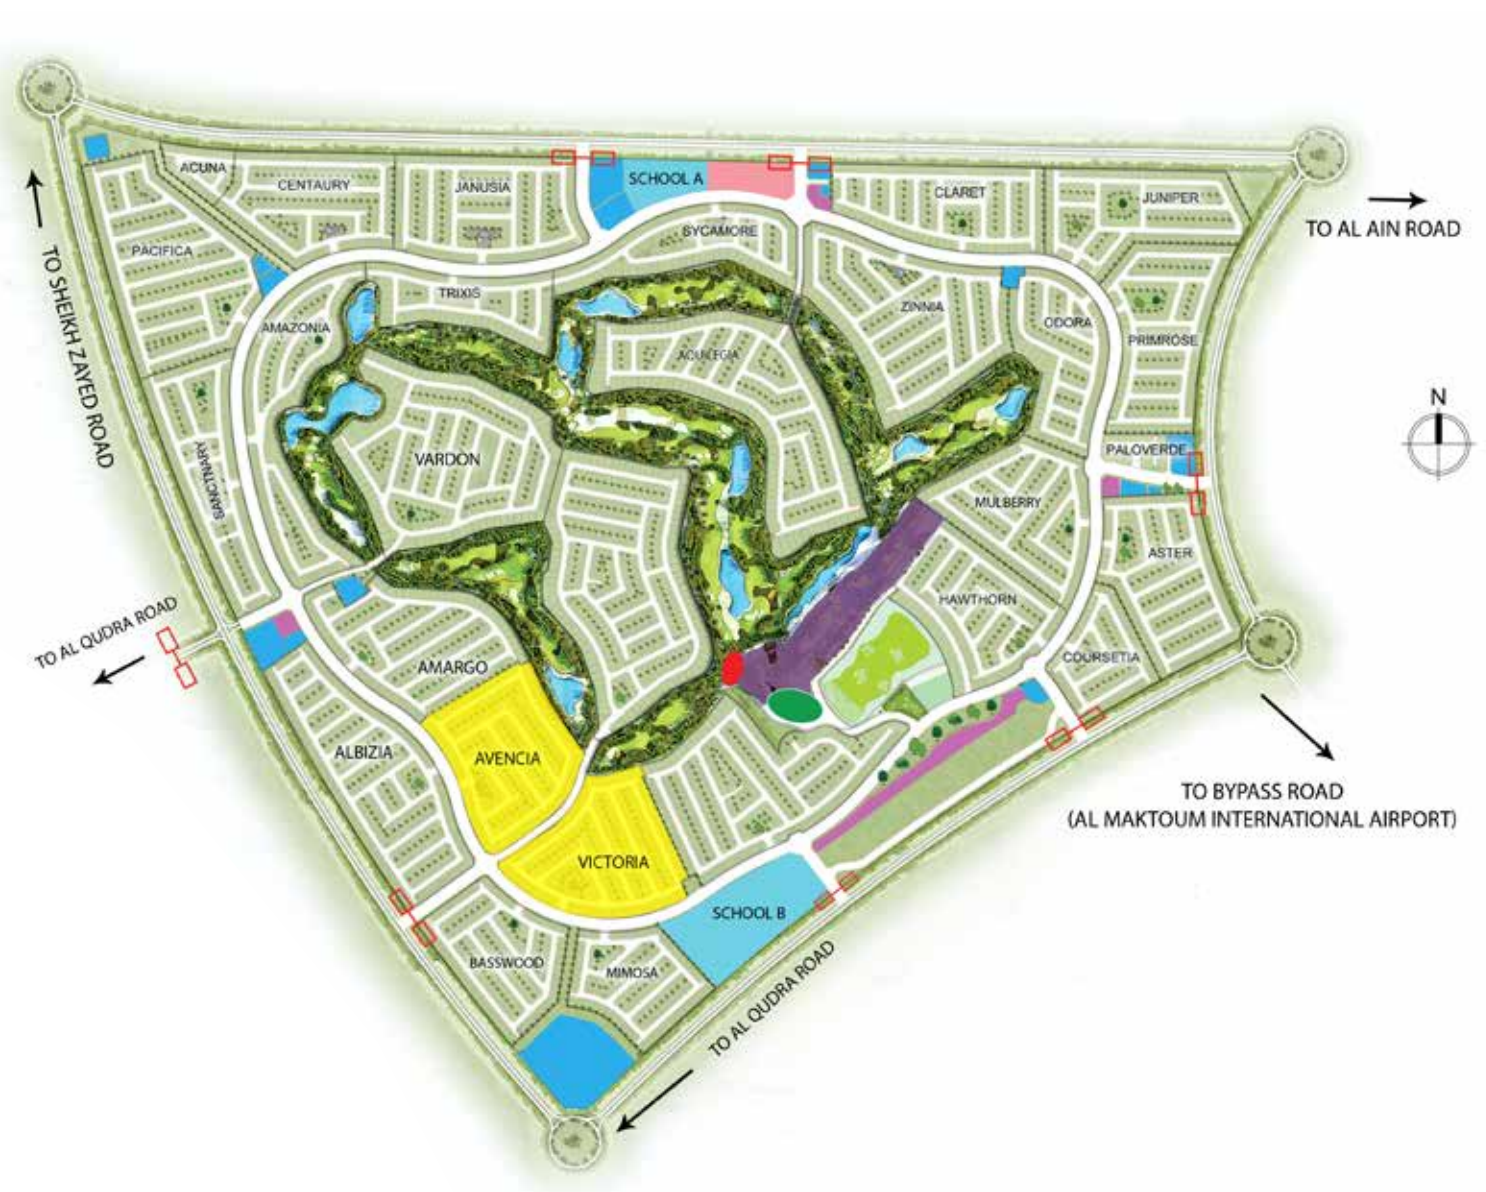 ACUNA
CENTAURY
JANUSIA
SCHOOL A
CLARET
JUNIPER
TO AL AIN ROAD
PACIFICA
SYCAMORE
TRIXIS
ZINNIA
AMAZONIA
ODORA
PRIMROSE
ACULEGIA
TO SHEIKH ZAYED ROAD
N
VARDON
PALOVERDE
SANCTNARY
MULBERRY
ASTER
HAWTHORN
TO AL QUDRA ROAD
AMARGO
COURSETIA
ALBIZIA
AVENCIA
TO BYPASS ROAD
(AL MAKTOUM INTERNATIONAL AIRPORT)
VICTORIA
SCHOOL B
BASSWOOD
MIMOSA
TO AL QUDRA ROAD